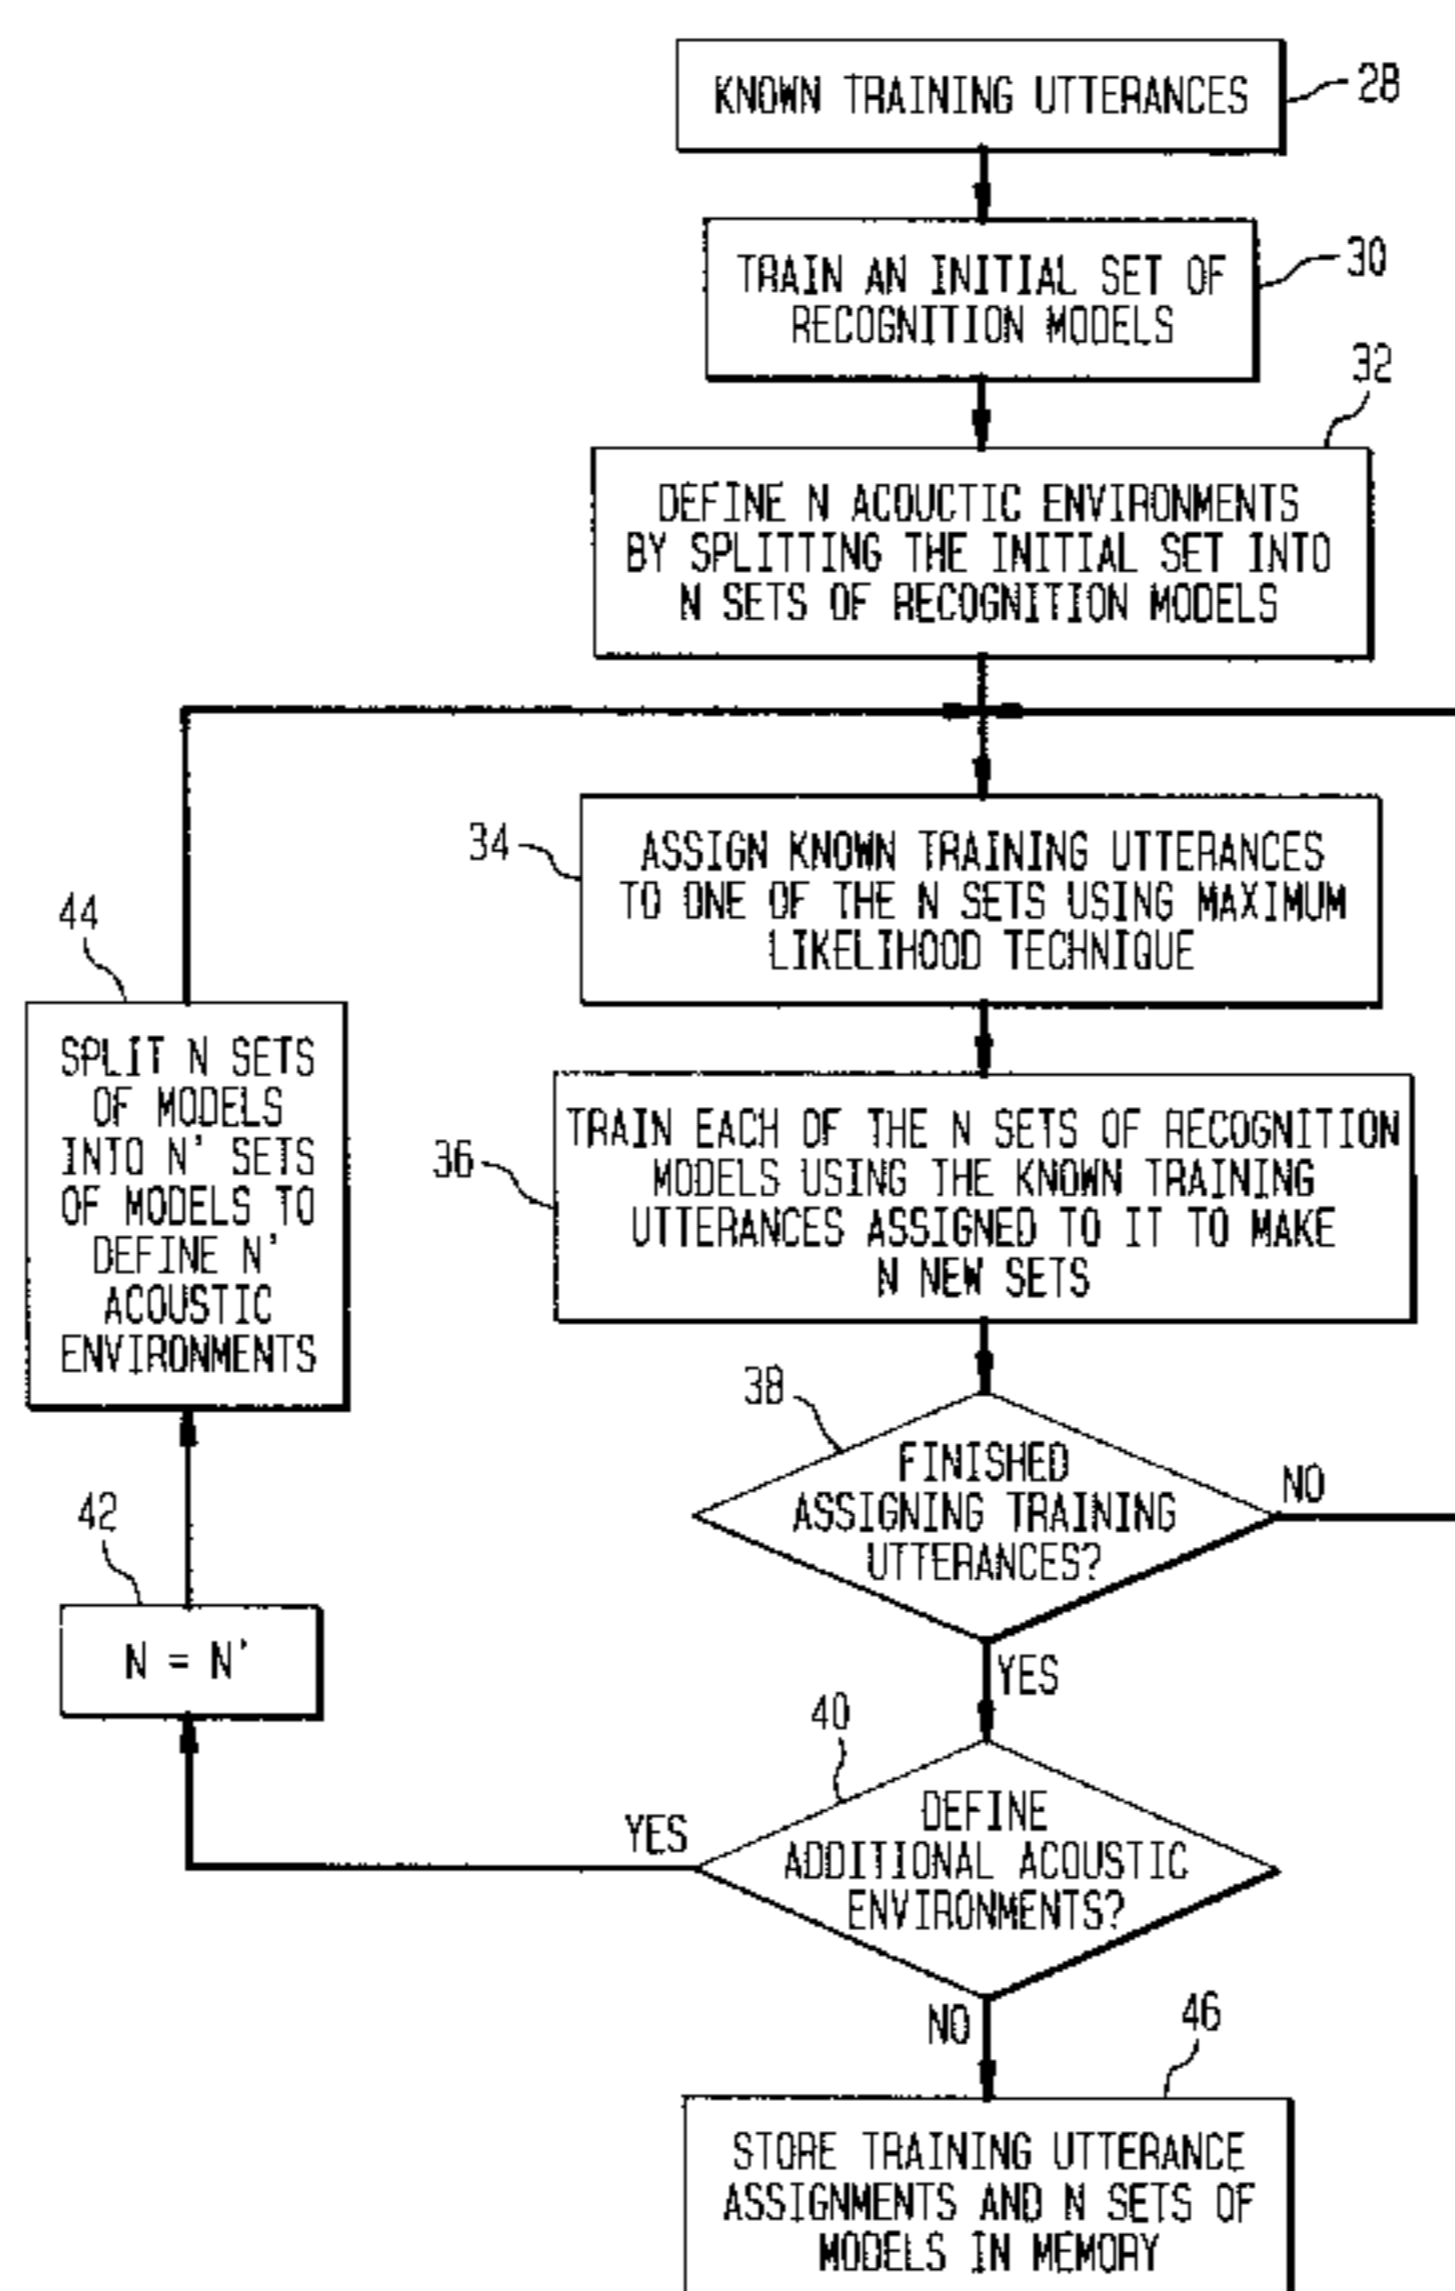 KNOWN TRAINING UTTERANCES
28
TRAIN AN INITIAL SET OF
RECOGNITION MODELS
30
32
DEFINE N ACOUCTIC ENVIRONMENTS
BY SPLITTING THE INITIAL SET INTO
N SETS OF RECOGNITION MODELS
34
ASSIGN KNOWN TRAINING UTTERANCES
TO ONE OF THE N SETS USING MAXIMUM
LIKELIHOOD TECHNIQUE
44
SPLIT N SETS
OF MODELS
INTO N' SETS
OF MODELS TO
DEFINE N'
ACOUSTIC
ENVIRONMENTS
36
TRAIN EACH OF THE N SETS OF RECOGNITION
MODELS USING THE KNOWN TRAINING
UTTERANCES ASSIGNED TO IT TO MAKE
N NEW SETS
38
FINISHED
ASSIGNING TRAINING
UTTERANCES?
NO
42
N = N'
YES
40
DEFINE
ADDITIONAL ACOUSTIC
ENVIRONMENTS?
YES
NO
46
STORE TRAINING UTTERANCE
ASSIGNMENTS AND N SETS OF
MODELS IN MEMORY